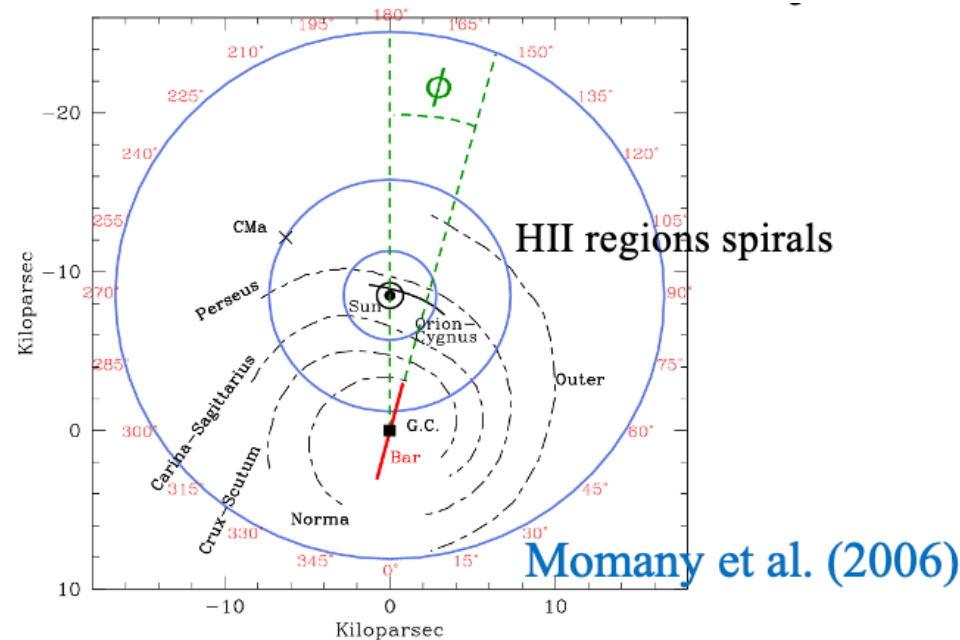 180°
195°
165°
210°
150°
ϕ
225°
135°
-20
240°
120°
255
105°
CMa
HII regions spirals
-10
Perseus
270°
90°
Sun
Orion-
Cygnus
Kiloparsec
285°
75°
Outer
Carina-Sagittarius
0
G.C.
300°
60°
Bar
315°
45°
Crux-Scutum
Norma
330°
30°
345°
15°
0°
Momany et al. (2006)
10
-10
0
10
Kiloparsec